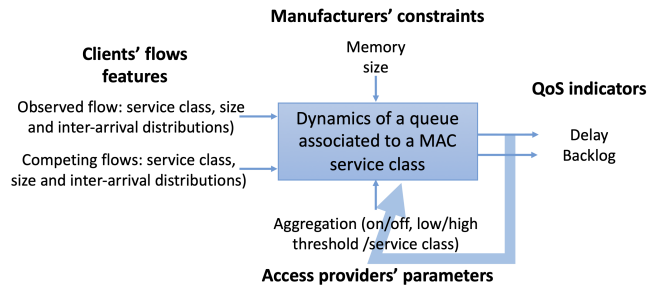 Manufacturers’ constraints
Memory
size
Clients’ flows
features
Observed flow: service class, size
and inter-arrival distributions)
Competing flows: service class,
size and inter-arrival distributions)
Dynamics of a queue
associated to a MAC
service class
QoS indicators
Delay
Backlog
Aggregation (on/off, low/high
threshold /service class)
Access providers’ parameters